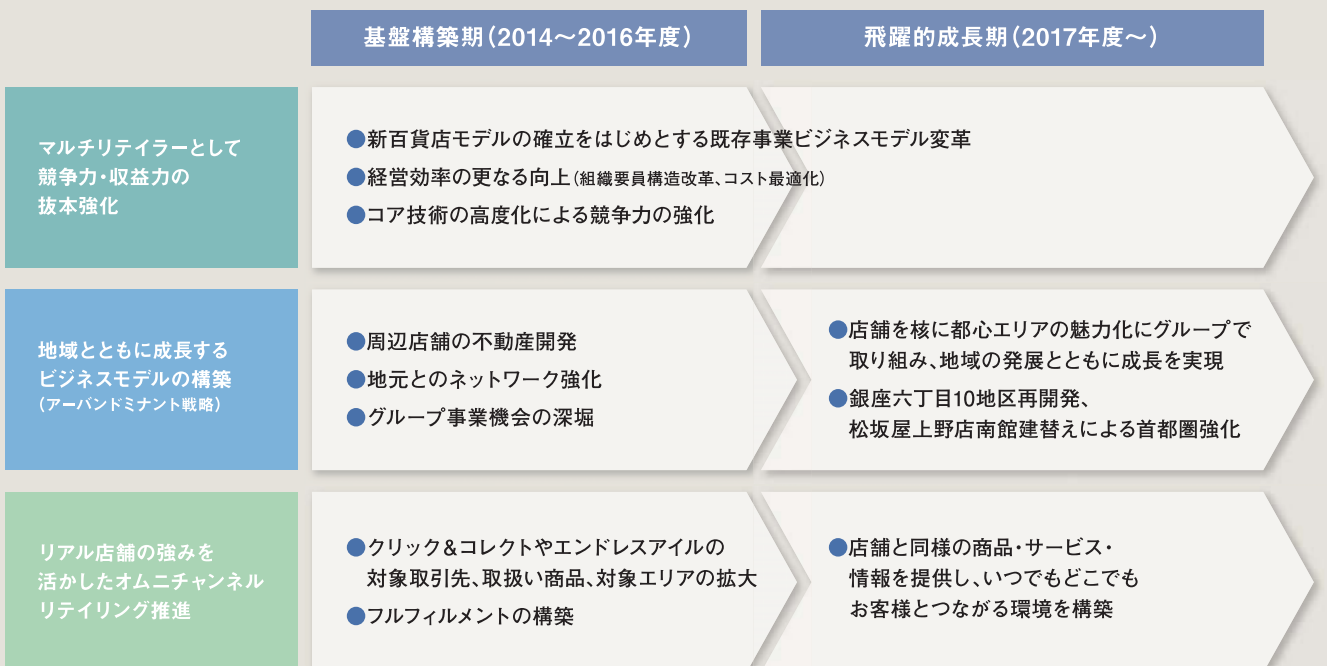 基盤構築期（2014～2016年度）
飛躍的成長期（2017年度～）
マルチリテイラーとして
競争力・収益力の
抜本強化
●新百貨店モデルの確立をはじめとする既存事業ビジネスモデル変革
●経営効率の更なる向上（組織要員構造改革、コスト最適化）
●コア技術の高度化による競争力の強化
地域とともに成長する
ビジネスモデルの構築
（アーバンドミナント戦略）
●周辺店舗の不動産開発
●地元とのネットワーク強化
●グループ事業機会の深堀
●店舗を核に都心エリアの魅力化にグループで
取り組み、地域の発展とともに成長を実現
●銀座六丁目10地区再開発、
松坂屋上野店南館建替えによる首都圏強化
リアル店舗の強みを
活かしたオムニチャンネル
リテイリング推進
●クリック＆コレクトやエンドレスアイルの
対象取引先、取扱い商品、対象エリアの拡大
●フルフィルメントの構築
●店舗と同様の商品・サービス・
情報を提供し、いつでもどこでも
お客様とつながる環境を構築